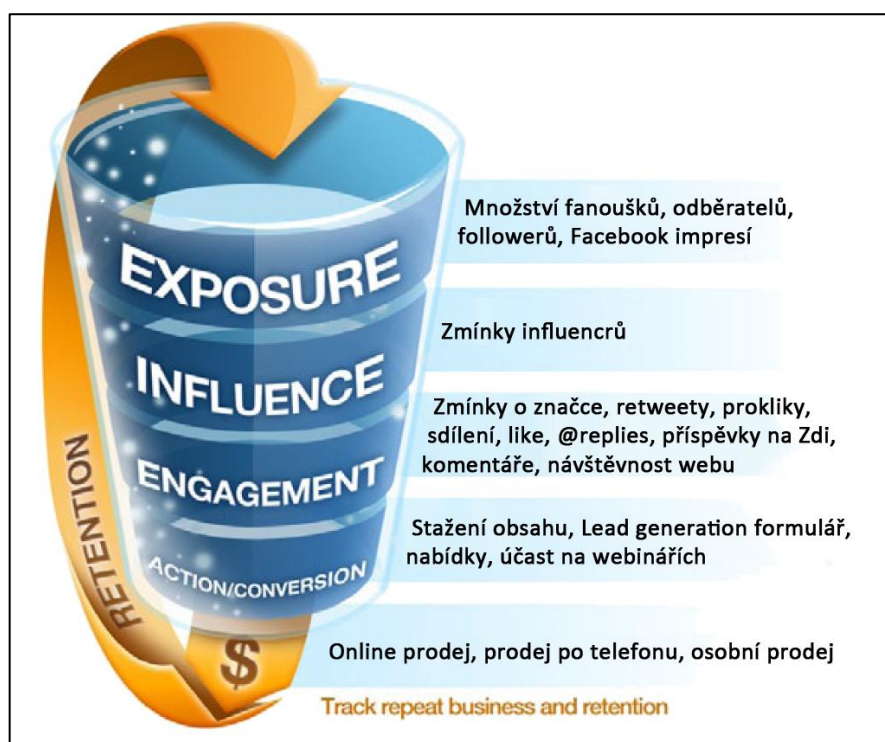 Množství fanoušků, odběratelů,
followerů, Facebook impresí
EXPOSURE
Zmínky influencrů
INFLUENCE
Zmínky o značce, retweety, prokliky,
sdílení, like, @replies, příspěvky na Zdi,
komentáře, návštěvnost webu
ENGAGEMENT
Stažení obsahu, Lead generation formulář,
nabídky, účast na webinářích
ACTION/CONVERSION
RETENTION
$
Online prodej, prodej po telefonu, osobní prodej
Track repeat business and retention